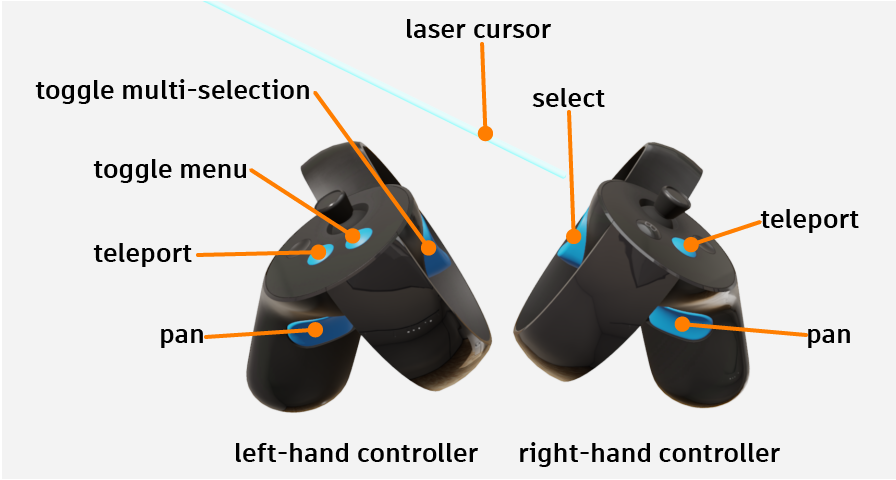 laser cursor
toggle multi-selection
select
toggle menu
teleport
teleport
pan
pan
left-hand controller
right-hand controller